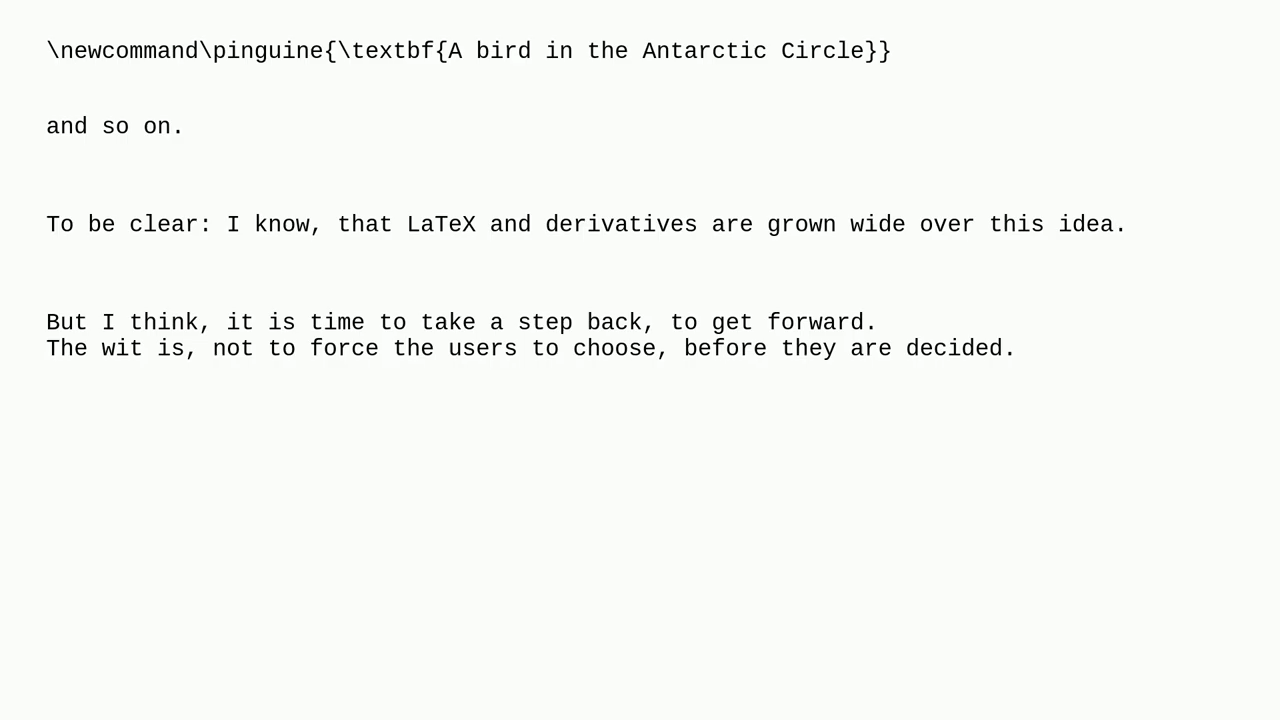 \newcommand\pinguine{\textbf{A bird in the Antarctic Circle}}
and so on.
To be clear: I know, that LaTeX and derivatives are grown wide over this idea.
But I think, it is time to take a step back, to get forward.
The wit is, not to force the users to choose, before they are decided.